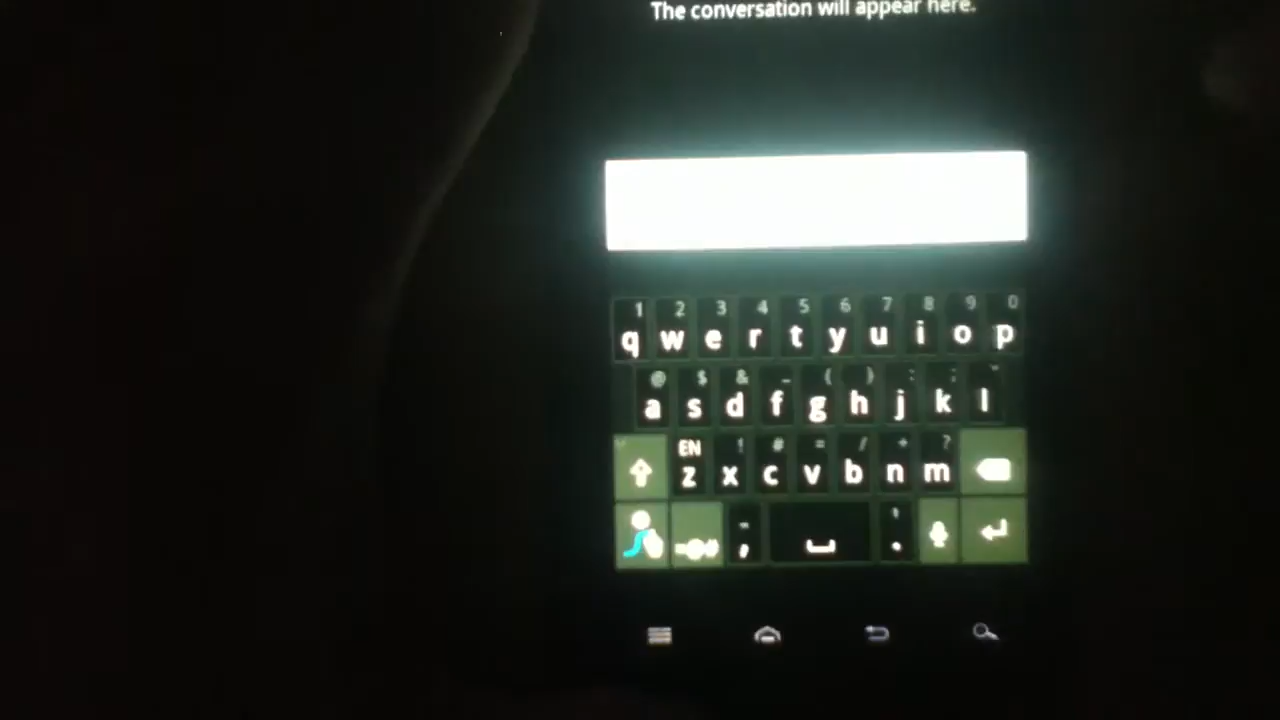 The conversation will appear here.
1 2 3 4 5 6 7 8 9 0
q w e r t y u i o p
@ $ & _ ( ) : ;
a s d f g h j k l
EN ! # = / + ?
z x c v b n m
, .